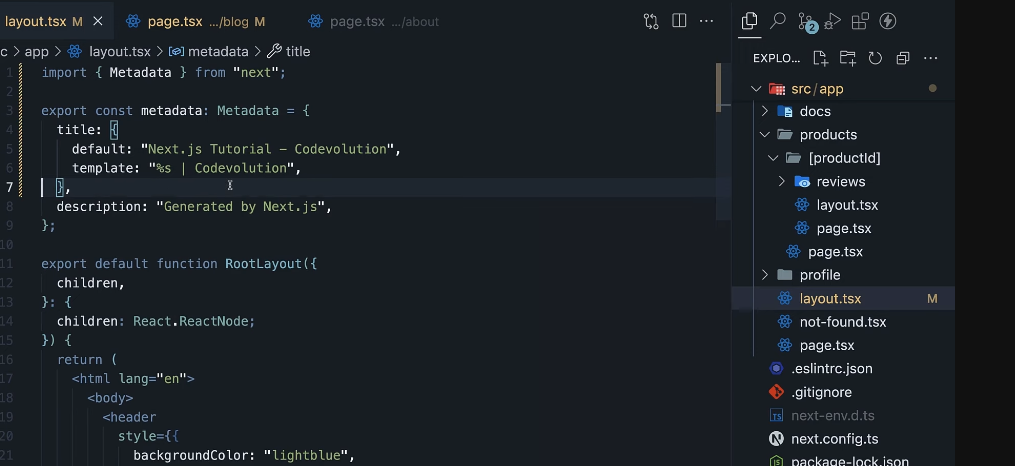 layout.tsx M × page.tsx .../blog M page.tsx .../about
c > app > layout.tsx > metadata > title
1 import { Metadata } from "next";
2
3 export const metadata: Metadata = {
4 title: {
5 default: "Next.js Tutorial - Codevolution",
6 template: "%s | Codevolution",
7 },
8 description: "Generated by Next.js",
9 };
10
11 export default function RootLayout({
12 children,
13 }: {
14 children: React.ReactNode;
15 }) {
16 return (
17 <html lang="en">
18 <body>
19 <header
20 style={{
21 backgroundColor: "lightblue",
2
EXPLO... ...
src/app
docs
products
[productId]
reviews
layout.tsx
page.tsx
page.tsx
profile
layout.tsx M
not-found.tsx
page.tsx
.eslintrc.json
.gitignore
TS next-env.d.ts
N next.config.ts
package-lock.json